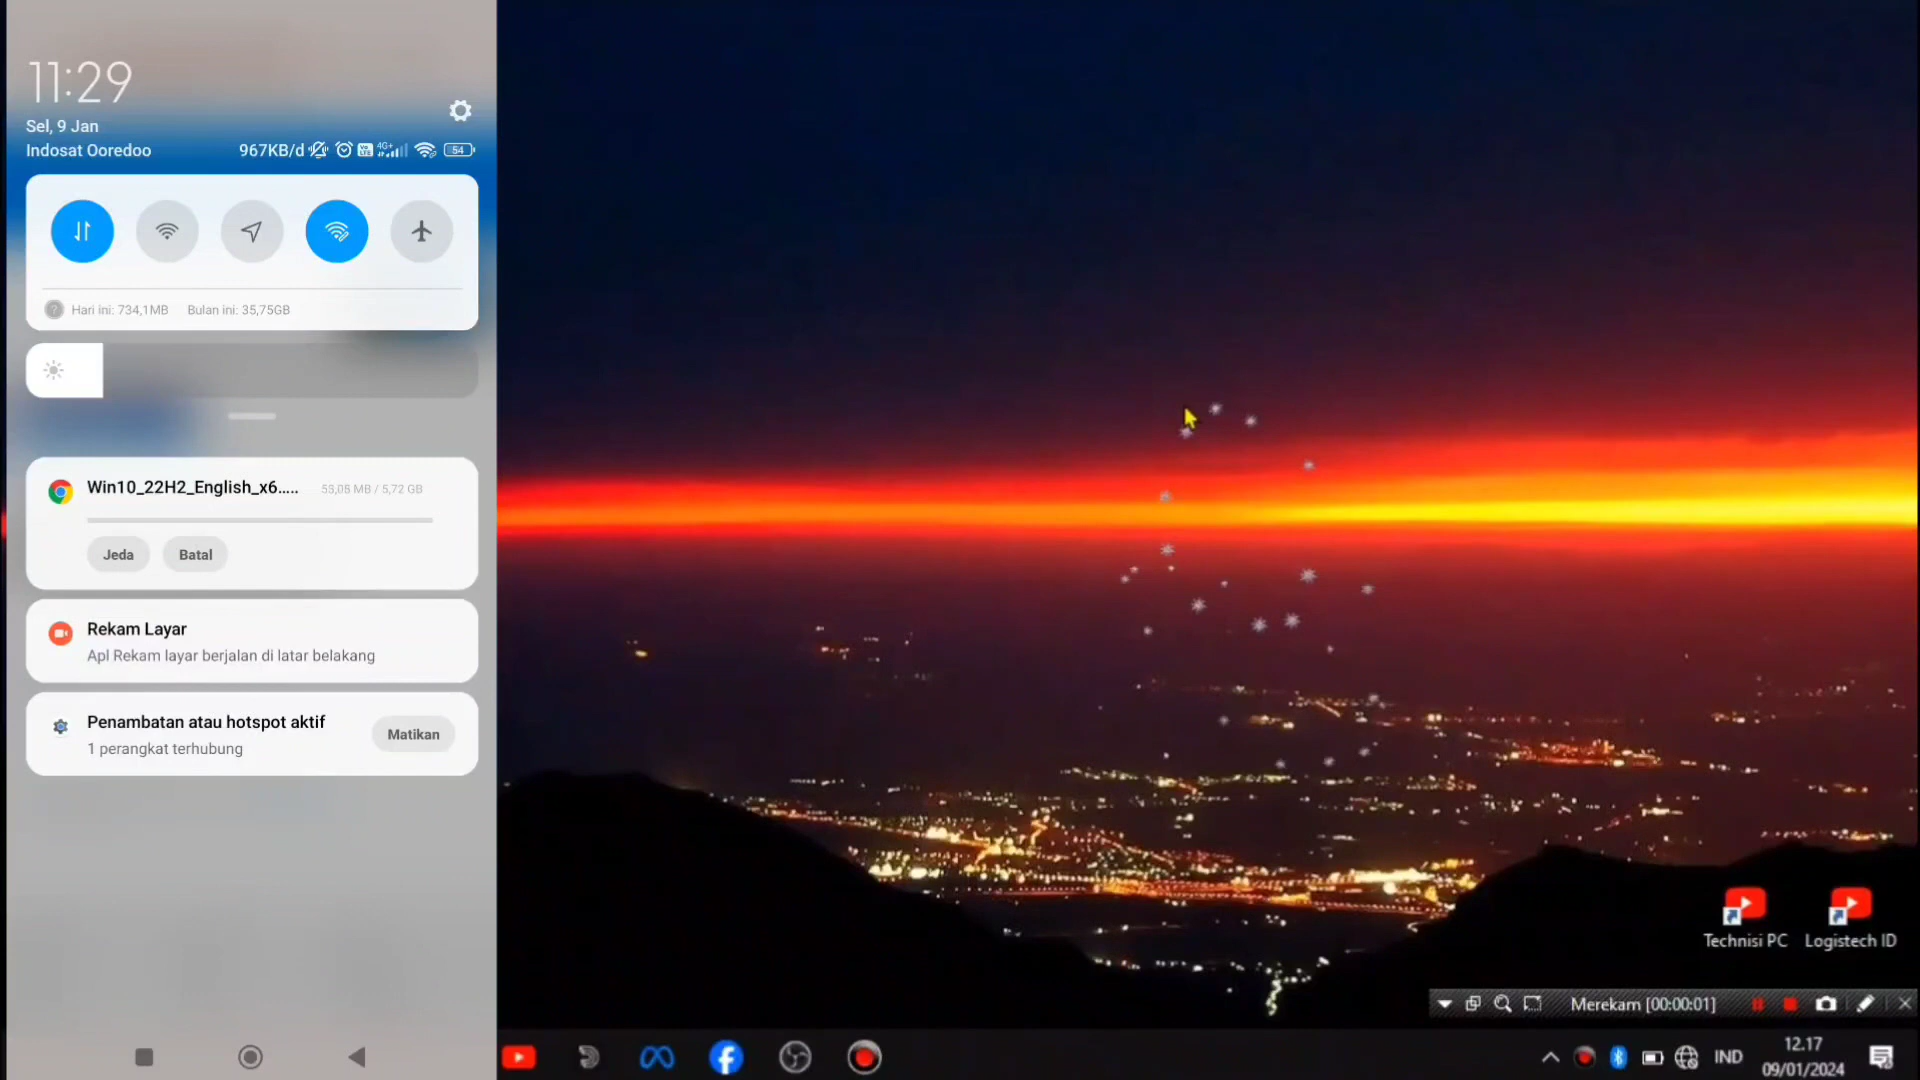 11:29
Sel, 9 Jan
Indosat Ooredoo
967KB/d
4G+
54
Hari ini: 734,1MB
Bulan ini: 35,75GB
Win10_22H2_English_x6.....
53,08 MB / 5,72 GB
Jeda
Batal
Rekam Layar
Apl Rekam layar berjalan di latar belakang
Penambatan atau hotspot aktif
1 perangkat terhubung
Matikan
Technisi PC
Logistech ID
Merekam [00:00:01]
IND
12.17
09/01/2024